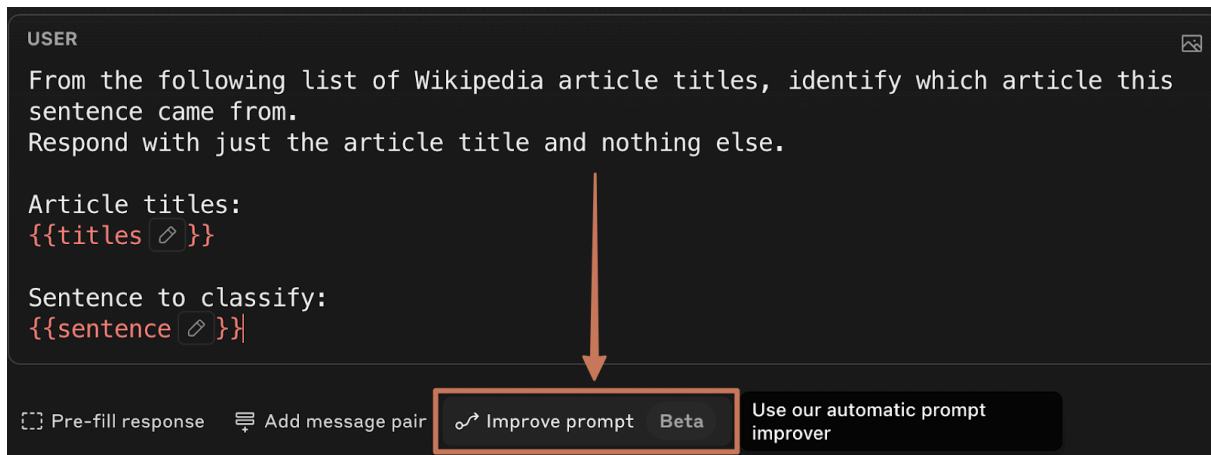 USER
From the following list of Wikipedia article titles, identify which article this
sentence came from.
Respond with just the article title and nothing else.
Article titles:
{{titles }}
Sentence to classify:
{{sentence }}
Pre-fill response Add message pair Improve prompt Beta
Use our automatic prompt
improver